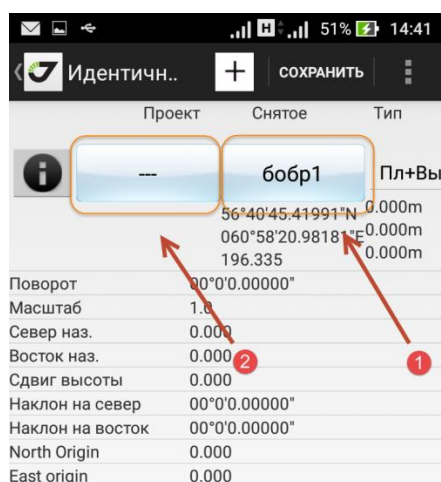 H 51% 14:41
Идентичн.. + СОХРАНИТЬ
Проект Снятое Тип
--- бобр1 Пл+Вы
56°40'45.41991"N 0.000m
060°58'20.98181"E 0.000m
196.335 0.000m
Поворот 00°0'0.00000"
Масштаб 1.0
Север наз. 0.000
Восток наз. 0.000
Сдвиг высоты 0.000
Наклон на север 00°0'0.00000"
Наклон на восток 00°0'0.00000"
North Origin 0.000
East origin 0.000
2
1